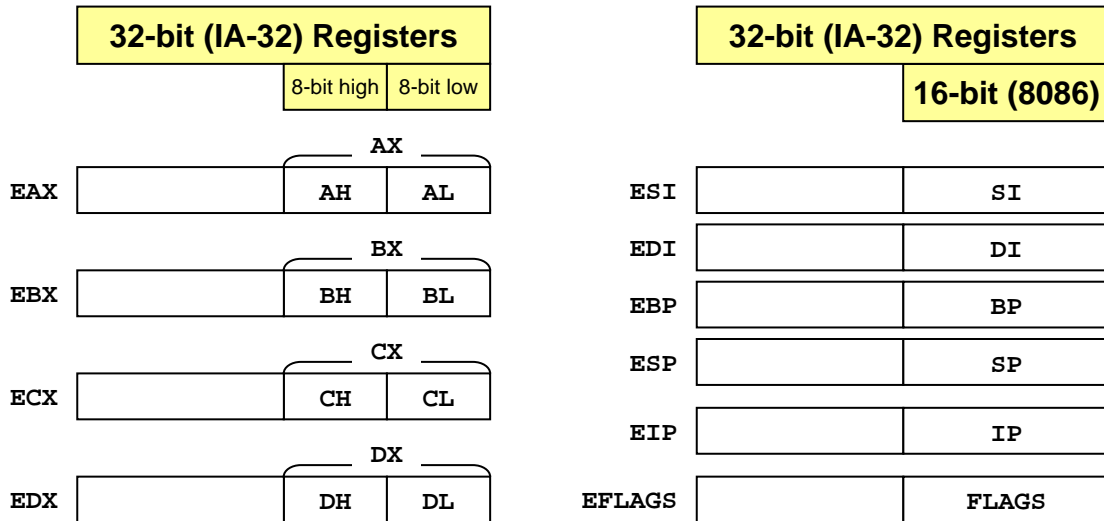 32-bit (IA-32) Registers
8-bit high 8-bit low
AX
EAX AH AL
BX
EBX BH BL
CX
ECX CH CL
DX
EDX DH DL
32-bit (IA-32) Registers
16-bit (8086)
ESI SI
EDI DI
EBP BP
ESP SP
EIP IP
EFLAGS FLAGS